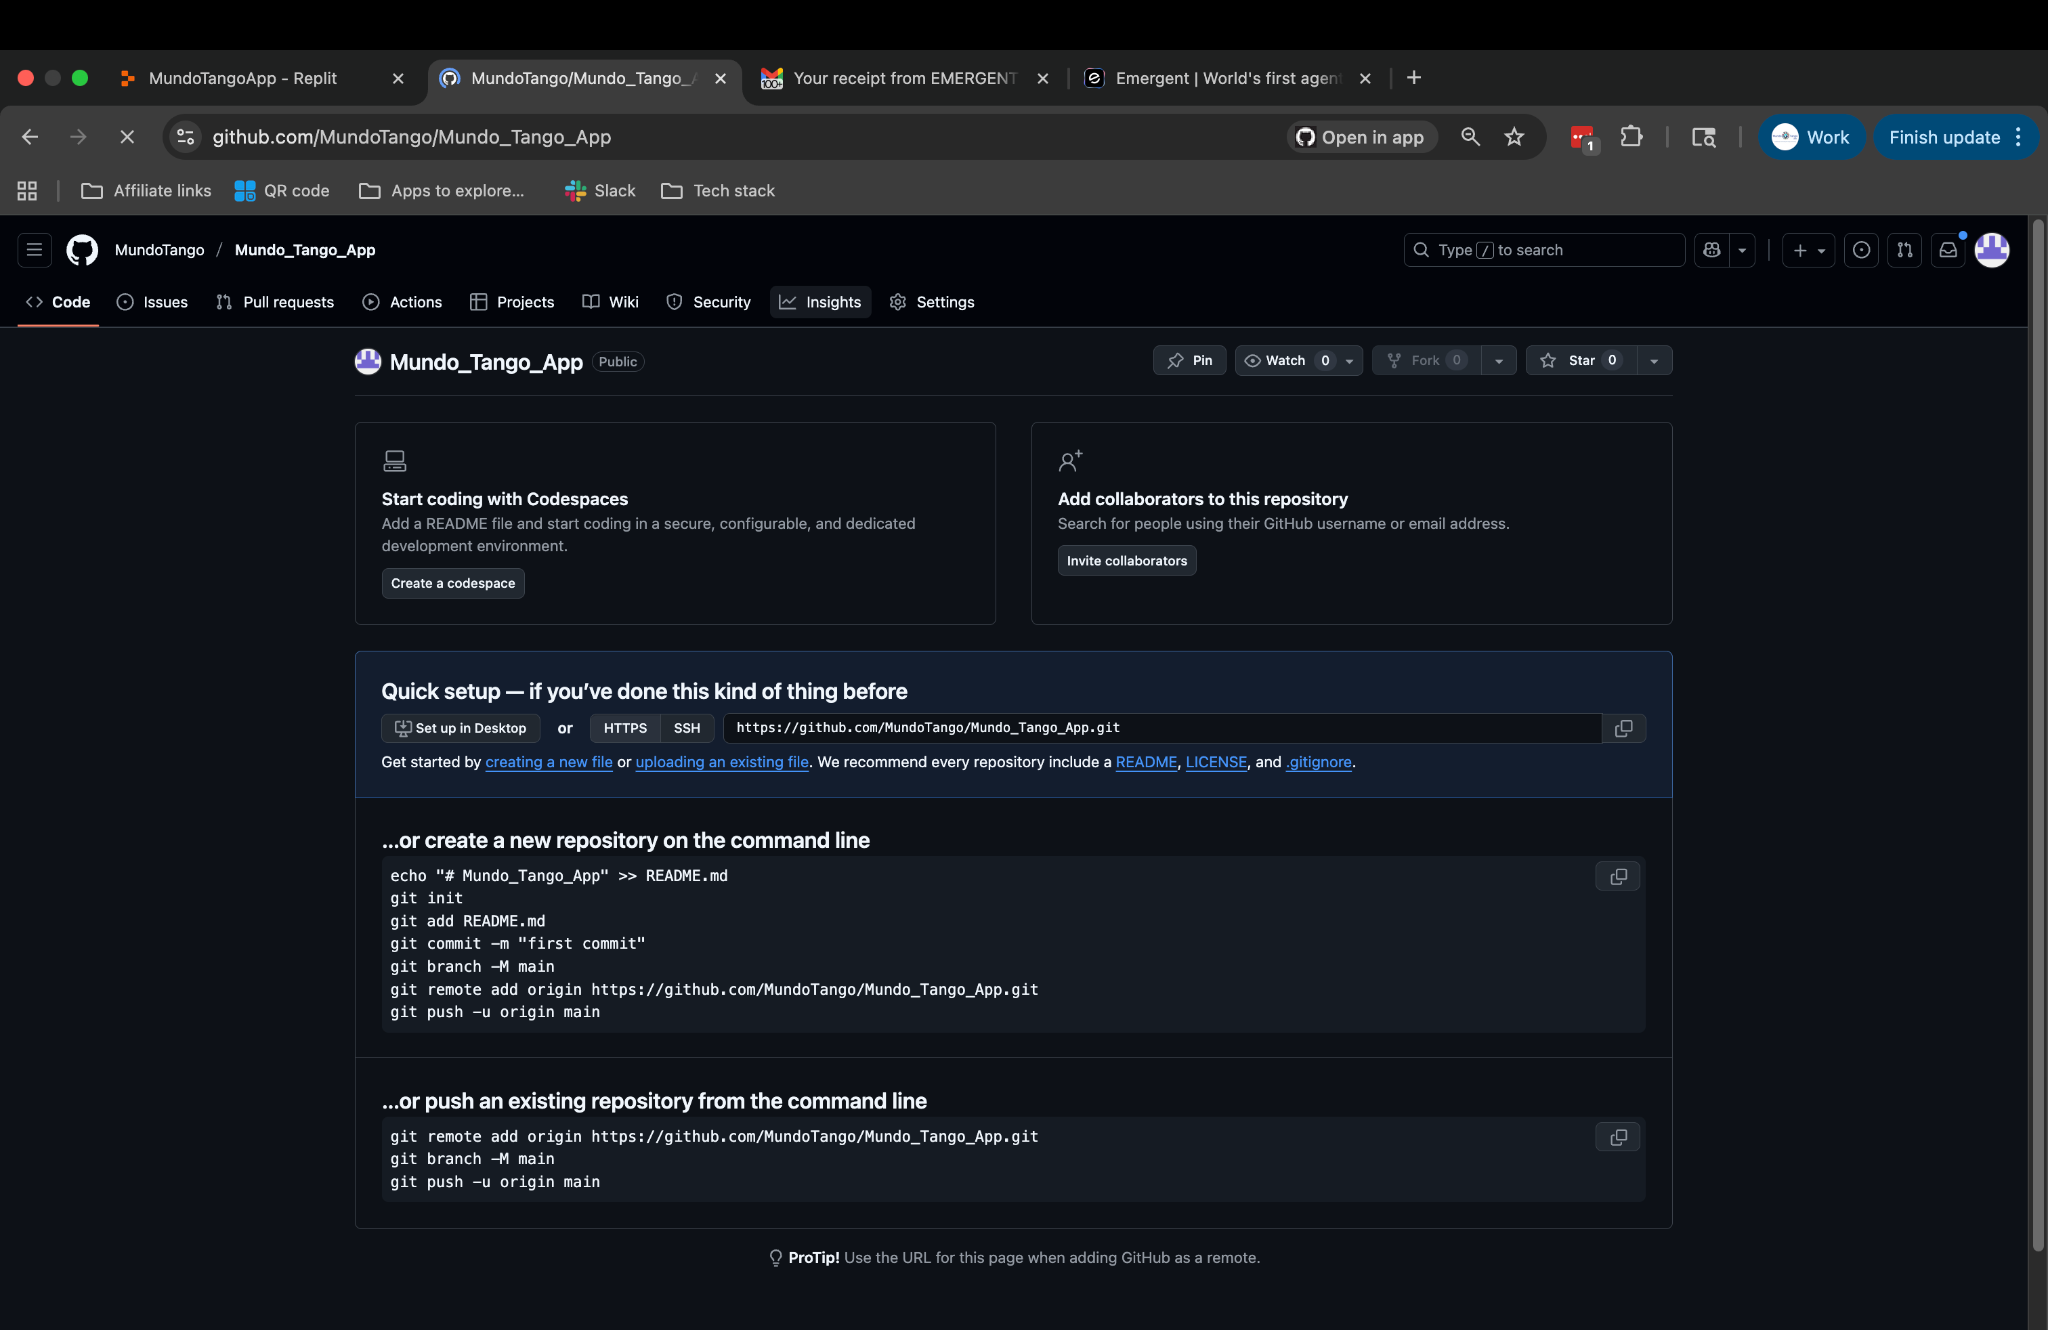 MundoTangoApp - Replit
MundoTango/Mundo_Tango_A
Your receipt from EMERGENT
Emergent | World's first agen
github.com/MundoTango/Mundo_Tango_App
Open in app
1
Work
Finish update
Affiliate links
QR code
Apps to explore...
Slack
Tech stack
MundoTango / Mundo_Tango_App
Type / to search
Code
Issues
Pull requests
Actions
Projects
Wiki
Security
Insights
Settings
Mundo_Tango_App
Public
Pin
Watch 0
Fork 0
Star 0
Start coding with Codespaces
Add a README file and start coding in a secure, configurable, and dedicated
development environment.
Create a codespace
Add collaborators to this repository
Search for people using their GitHub username or email address.
Invite collaborators
Quick setup — if you’ve done this kind of thing before
Set up in Desktop or HTTPS SSH https://github.com/MundoTango/Mundo_Tango_App.git
Get started by creating a new file or uploading an existing file. We recommend every repository include a README, LICENSE, and .gitignore.
...or create a new repository on the command line
echo "# Mundo_Tango_App" >> README.md
git init
git add README.md
git commit -m "first commit"
git branch -M main
git remote add origin https://github.com/MundoTango/Mundo_Tango_App.git
git push -u origin main
...or push an existing repository from the command line
git remote add origin https://github.com/MundoTango/Mundo_Tango_App.git
git branch -M main
git push -u origin main
ProTip! Use the URL for this page when adding GitHub as a remote.